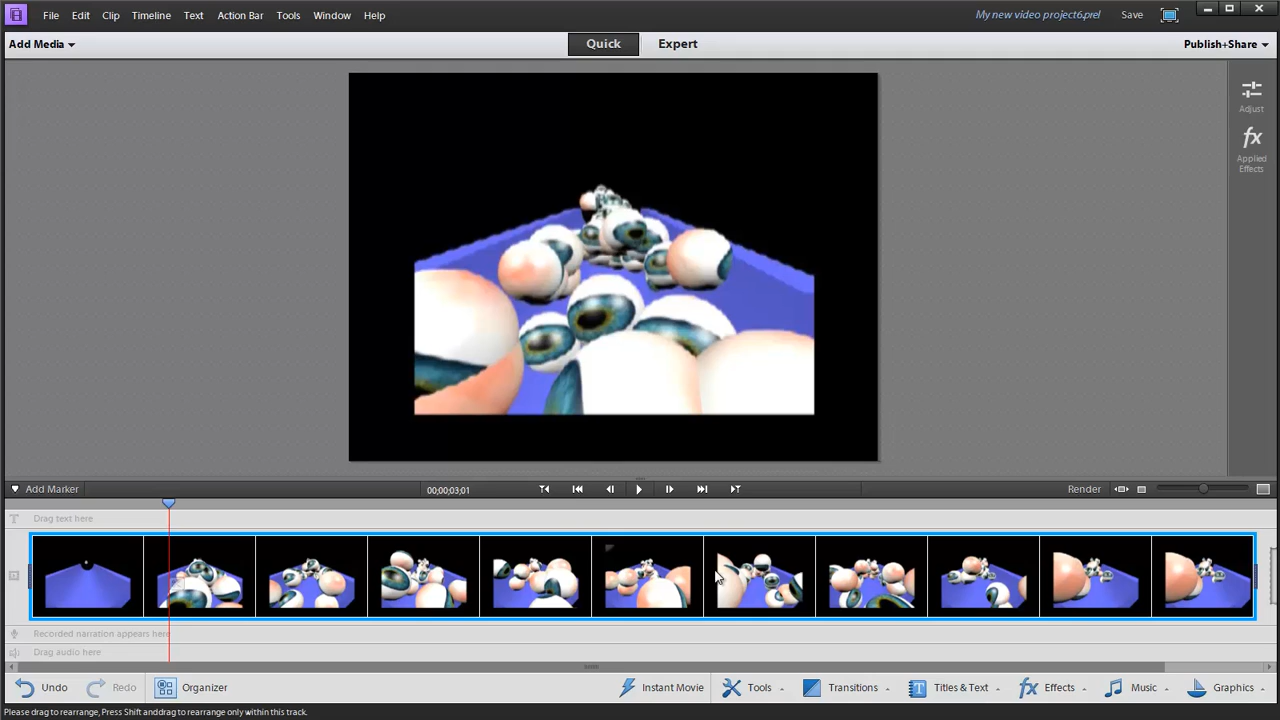 File Edit Clip Timeline Text Action Bar Tools Window Help My new video project6.prel Save
Add Media Quick Expert Publish+Share
Adjust
fx
Applied
Effects
Add Marker 00;00;03;01 Render
Drag text here
Recorded narration appears here
Drag audio here
Undo Redo Organizer Instant Movie Tools Transitions Titles & Text Effects Music Graphics
Please drag to rearrange, Press Shift anddrag to rearrange only within this track.